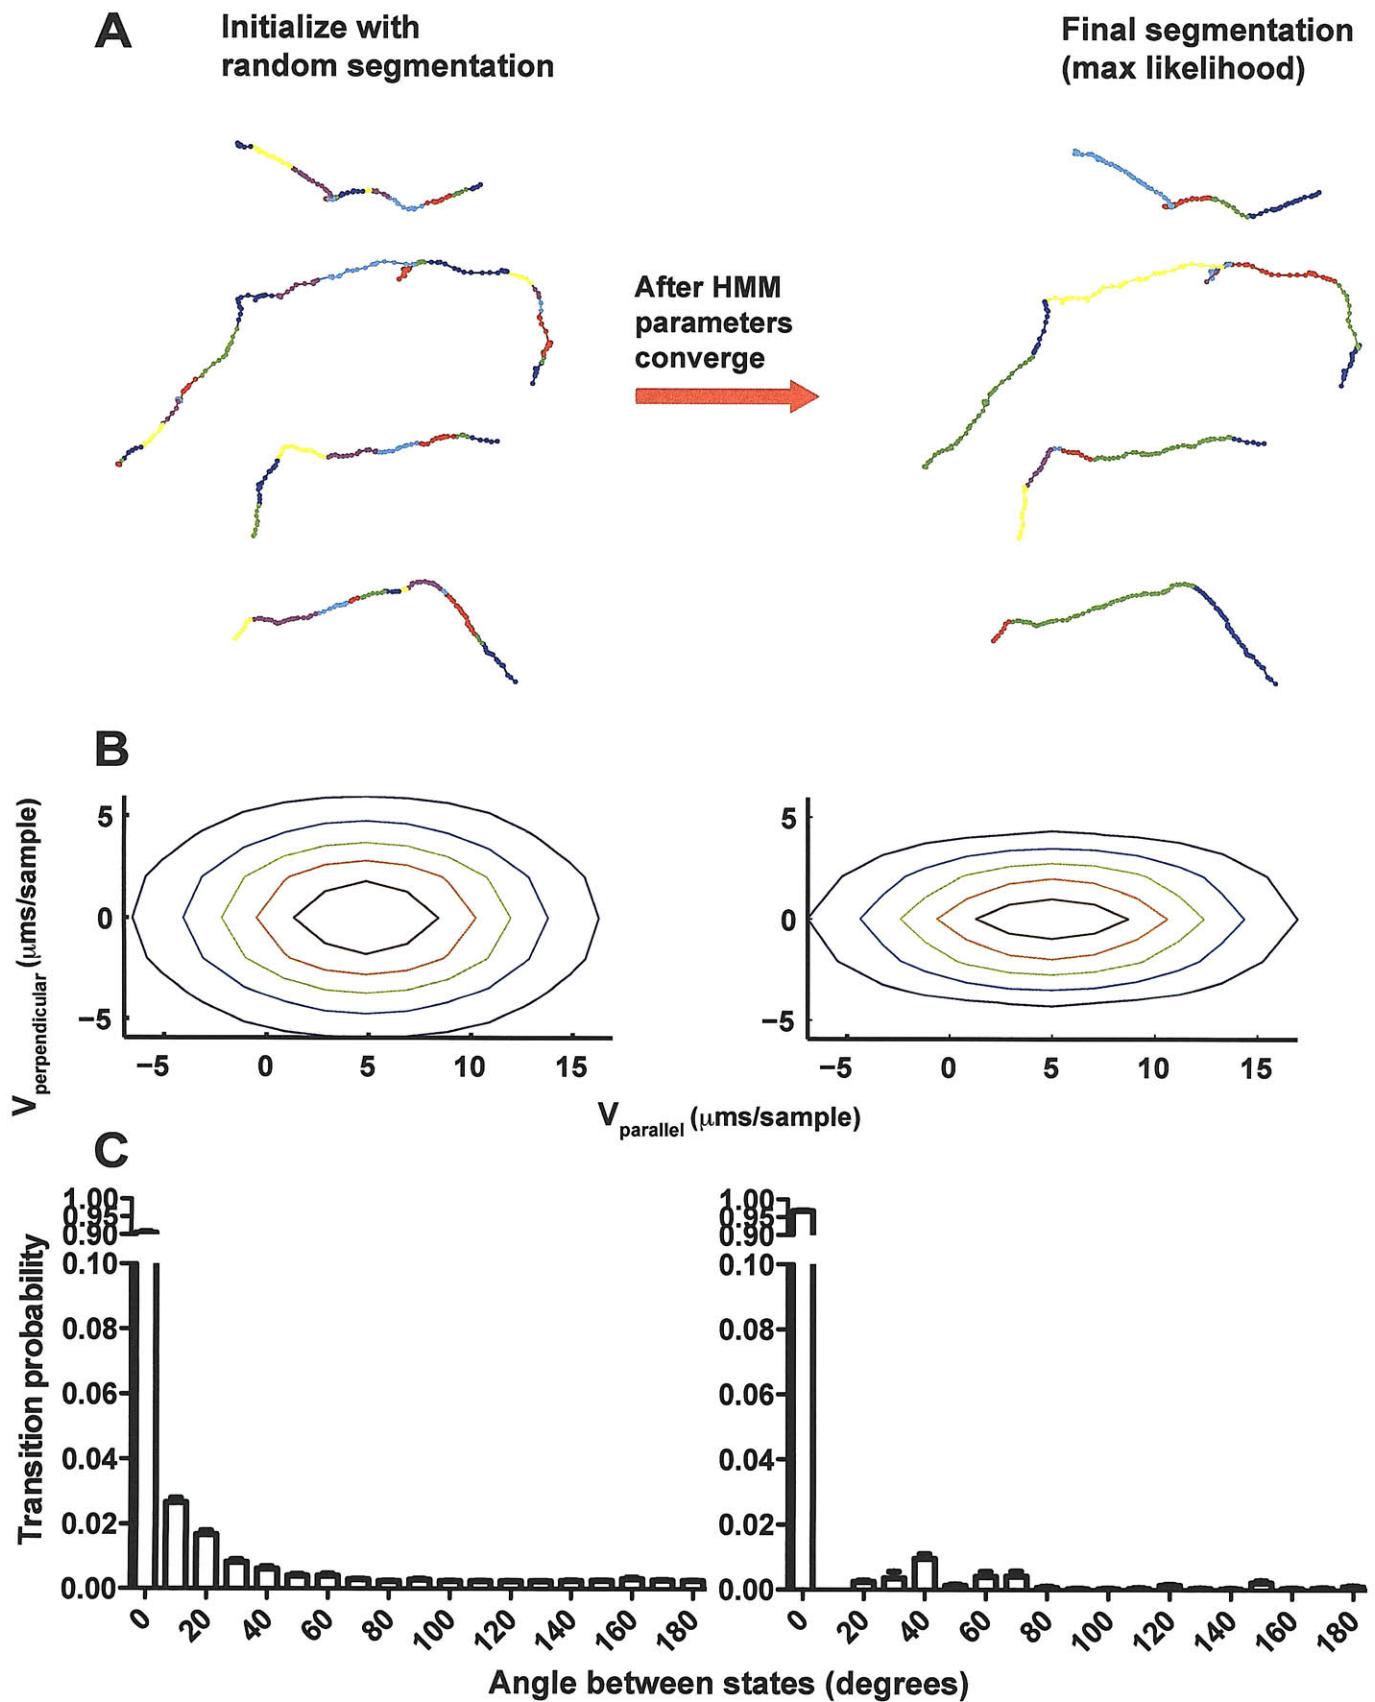 A
Initialize with
random segmentation
Final segmentation
(max likelihood)
After HMM
parameters
converge
B
Vperpendicular (μms/sample)
5
0
−5
−5 0 5 10 15
5
0
−5
−5 0 5 10 15
Vparallel (μms/sample)
C
Transition probability
1.00
0.95
0.90
0.10
0.08
0.06
0.04
0.02
0.00
0 20 40 60 80 100 120 140 160 180
1.00
0.95
0.90
0.10
0.08
0.06
0.04
0.02
0.00
0 20 40 60 80 100 120 140 160 180
Angle between states (degrees)